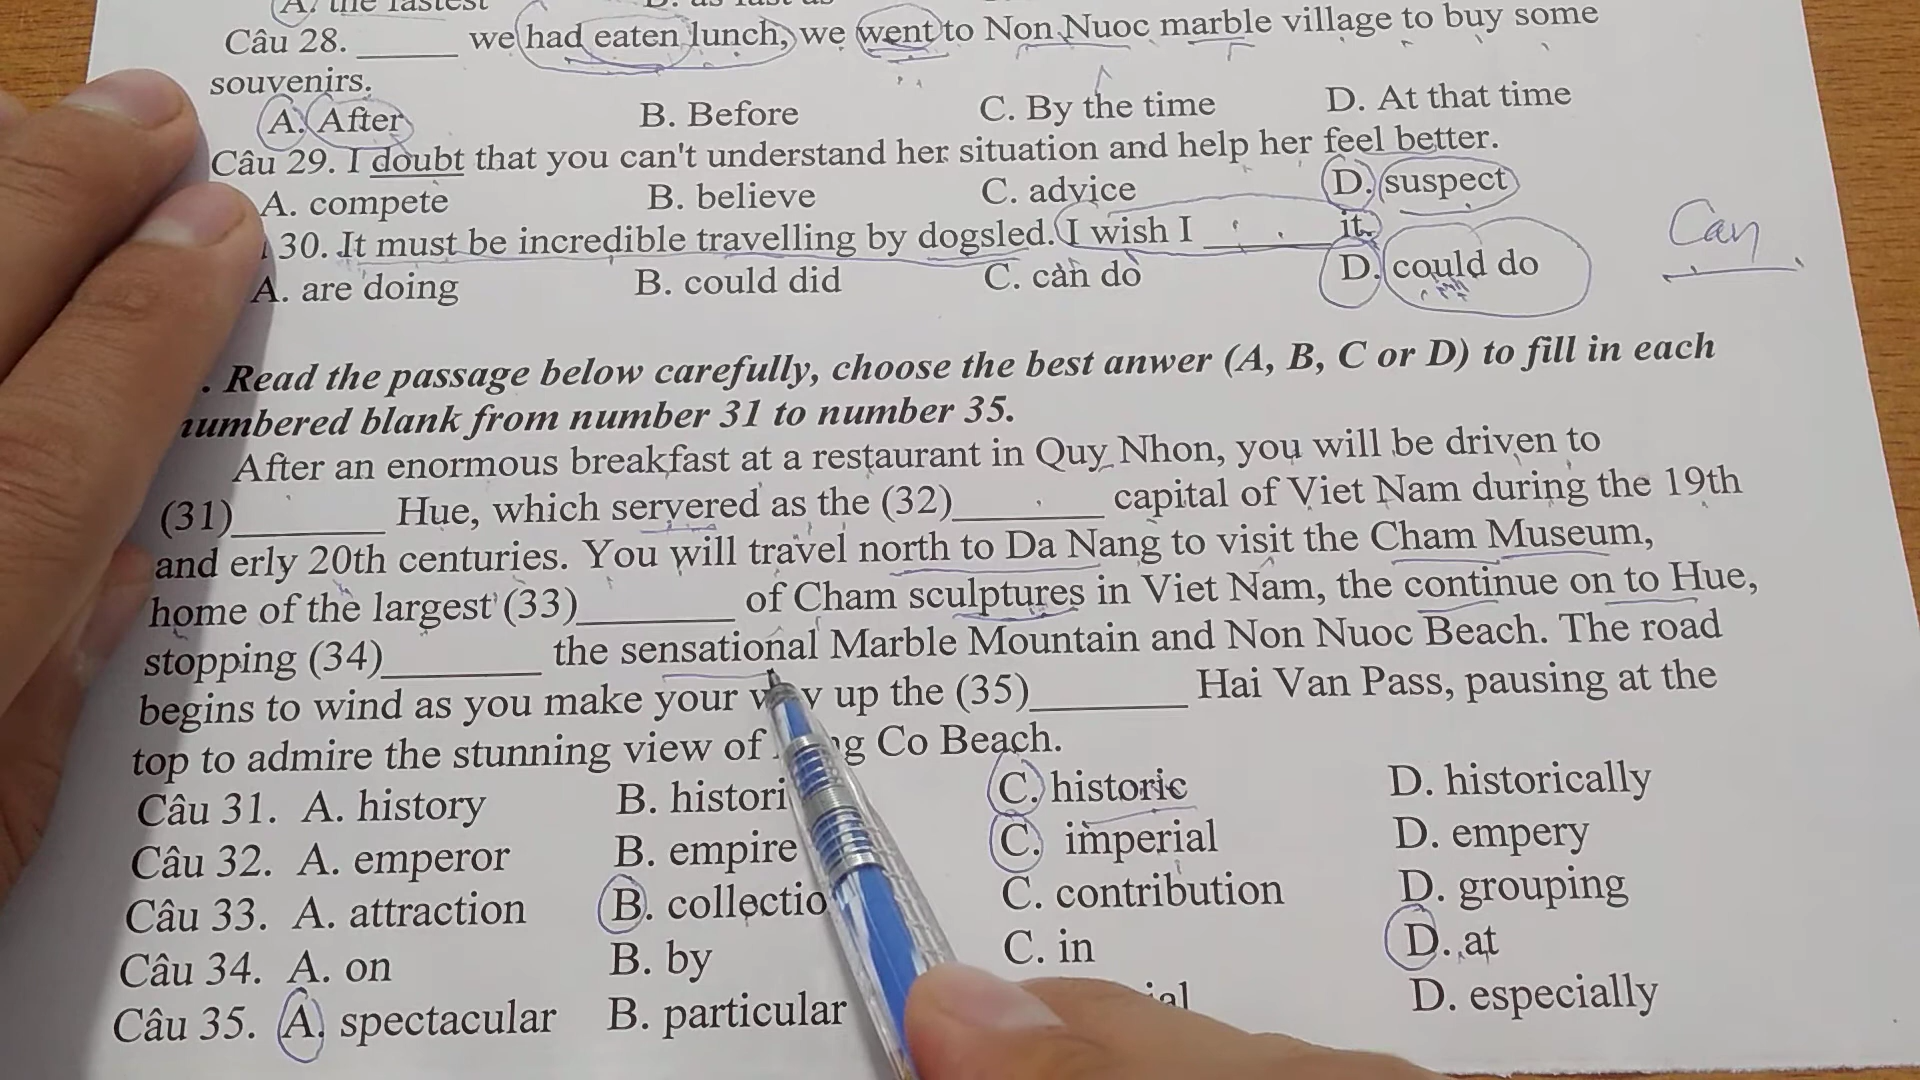 A. the fastest
Câu 28. ______ we had eaten lunch, we went to Non Nuoc marble village to buy some
souvenirs.
A. After B. Before C. By the time D. At that time
Câu 29. I doubt that you can't understand her situation and help her feel better.
A. compete B. believe C. advice D. suspect
30. It must be incredible travelling by dogsled. I wish I ______ it. Can
A. are doing B. could did C. can do D. could do
. Read the passage below carefully, choose the best anwer (A, B, C or D) to fill in each
numbered blank from number 31 to number 35.
After an enormous breakfast at a restaurant in Quy Nhon, you will be driven to
(31)_______ Hue, which servered as the (32)_______ capital of Viet Nam during the 19th
and erly 20th centuries. You will travel north to Da Nang to visit the Cham Museum,
home of the largest (33)_______ of Cham sculptures in Viet Nam, the continue on to Hue,
stopping (34)_______ the sensational Marble Mountain and Non Nuoc Beach. The road
begins to wind as you make your up the (35)_______ Hai Van Pass, pausing at the
top to admire the stunning view of Co Beach.
Câu 31. A. history B. C. historic D. historically
Câu 32. A. emperor B. empire C. imperial D. empery
Câu 33. A. attraction B. collectio C. contribution D. grouping
Câu 34. A. on B. by C. in D. at
Câu 35. A. spectacular B. particular D. especially